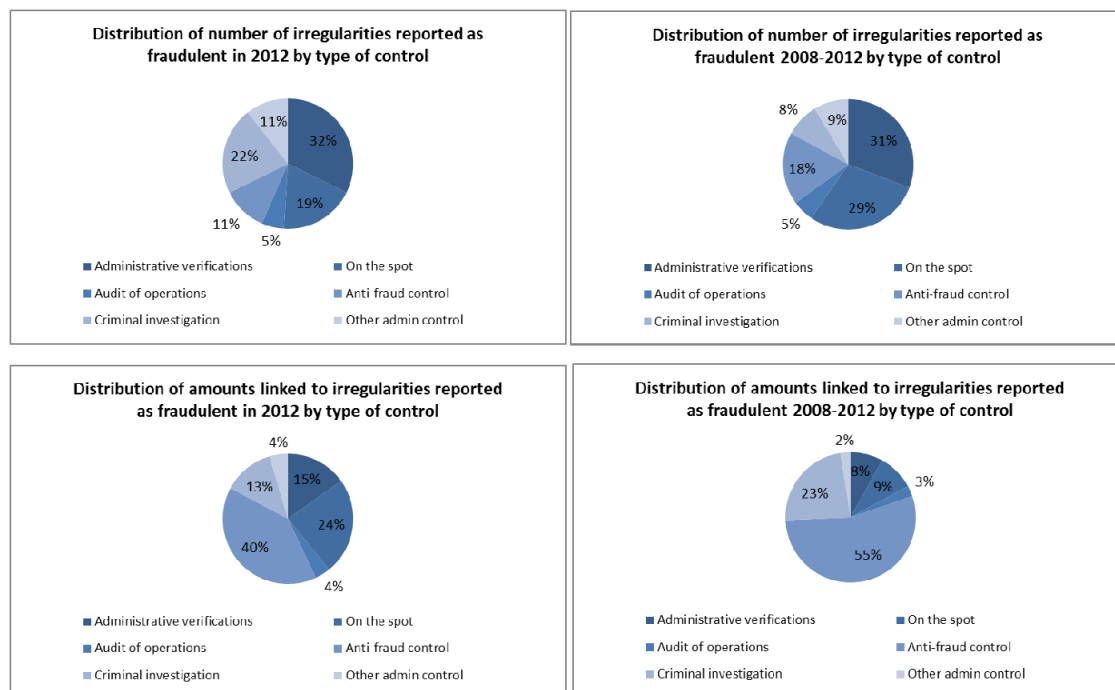 Distribution of number of irregularities reported as
fraudulent in 2012 by type of control
11%
32%
22%
19%
11%
5%
Administrative verifications
On the spot
Audit of operations
Anti fraud control
Criminal investigation
Other admin control
Distribution of number of irregularities reported as
fraudulent 2008-2012 by type of control
8%
9%
31%
18%
29%
5%
Administrative verifications
On the spot
Audit of operations
Anti-fraud control
Criminal investigation
Other admin control
Distribution of amounts linked to irregularities reported
as fraudulent in 2012 by type of control
4%
15%
13%
24%
40%
4%
Administrative verifications
On the spot
Audit of operations
Anti fraud control
Criminal investigation
Other admin control
Distribution of amounts linked to irregularities reported
as fraudulent 2008-2012 by type of control
2%
8%
9%
3%
23%
55%
Administrative verifications
On the spot
Audit of operations
Anti-fraud control
Criminal investigation
Other admin control